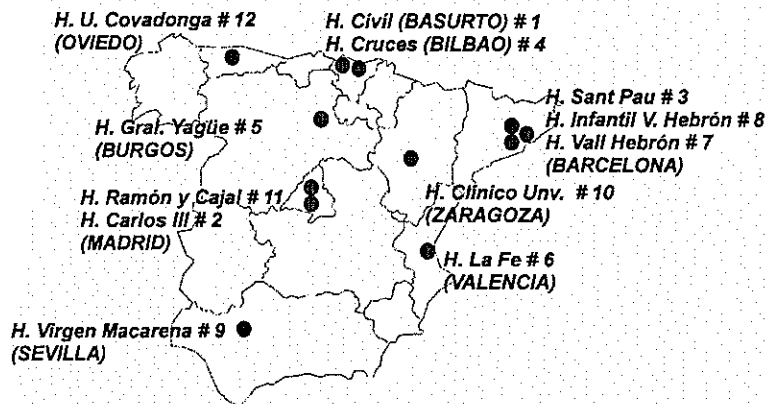 H. U. Covadonga # 12
(OVIEDO)
H. Civil (BASURTO) # 1
H. Cruces (BILBAO) # 4
H. Sant Pau # 3
H. Infantil V. Hebrón # 8
H. Vall Hebrón # 7
(BARCELONA)
H. Gral. Yagüe # 5
(BURGOS)
H. Ramón y Cajal # 11
H. Carlos III # 2
(MADRID)
H. Clínico Unv. # 10
(ZARAGOZA)
H. La Fe # 6
(VALENCIA)
H. Virgen Macarena # 9
(SEVILLA)